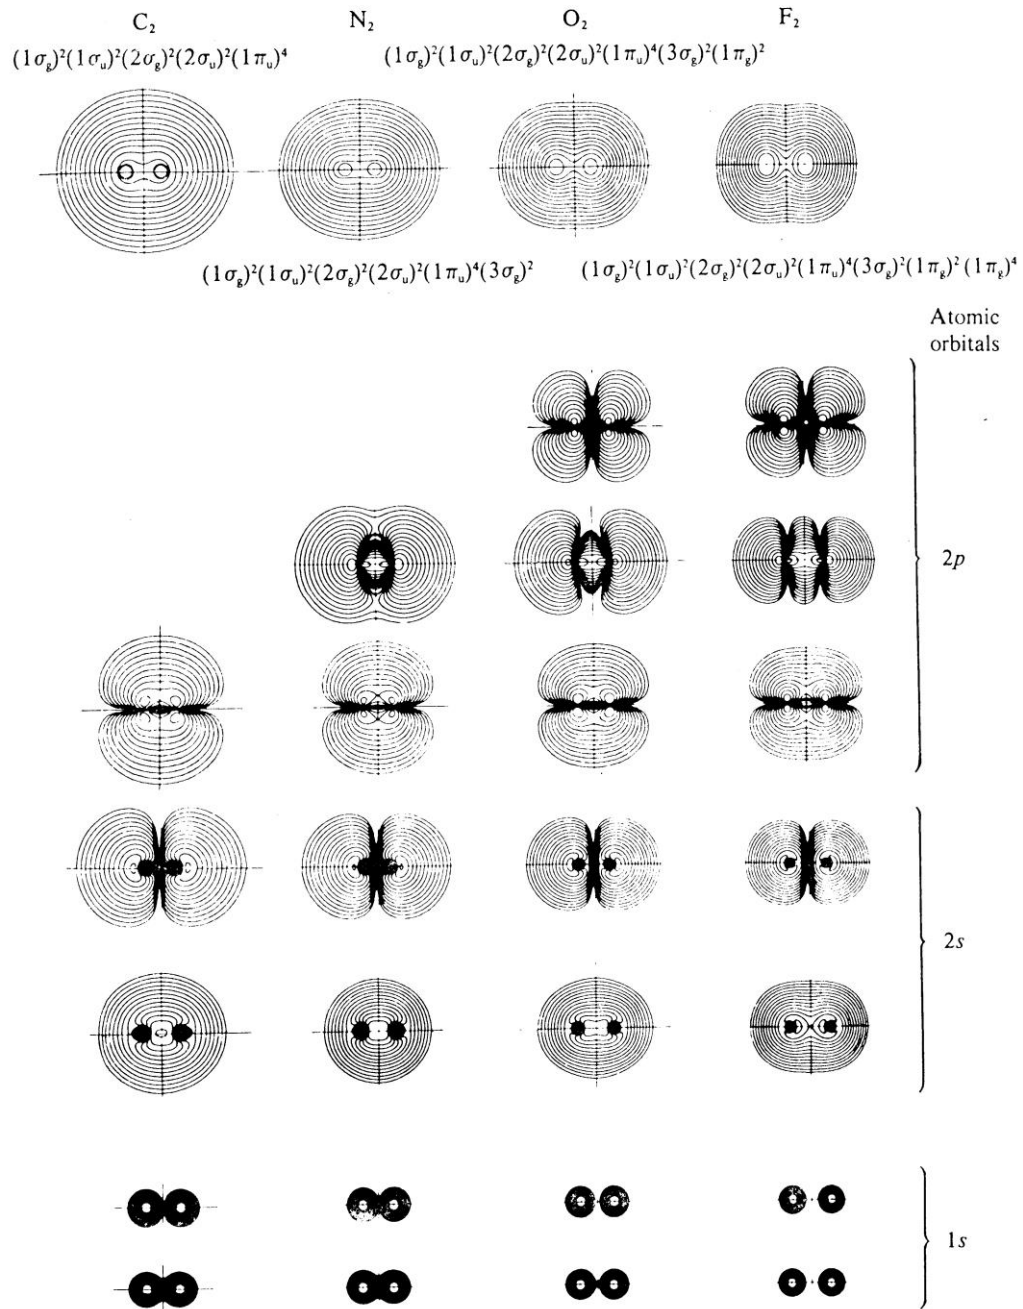 C₂ N₂ O₂ F₂
(1σg)²(1σu)²(2σg)²(2σu)²(1πu)⁴ (1σg)²(1σu)²(2σg)²(2σu)²(1πu)⁴(3σg)²(1πg)²
(1σg)²(1σu)²(2σg)²(2σu)²(1πu)⁴(3σg)² (1σg)²(1σu)²(2σg)²(2σu)²(1πu)⁴(3σg)²(1πg)² (1πg)⁴
Atomic
orbitals
2p
2s
1s